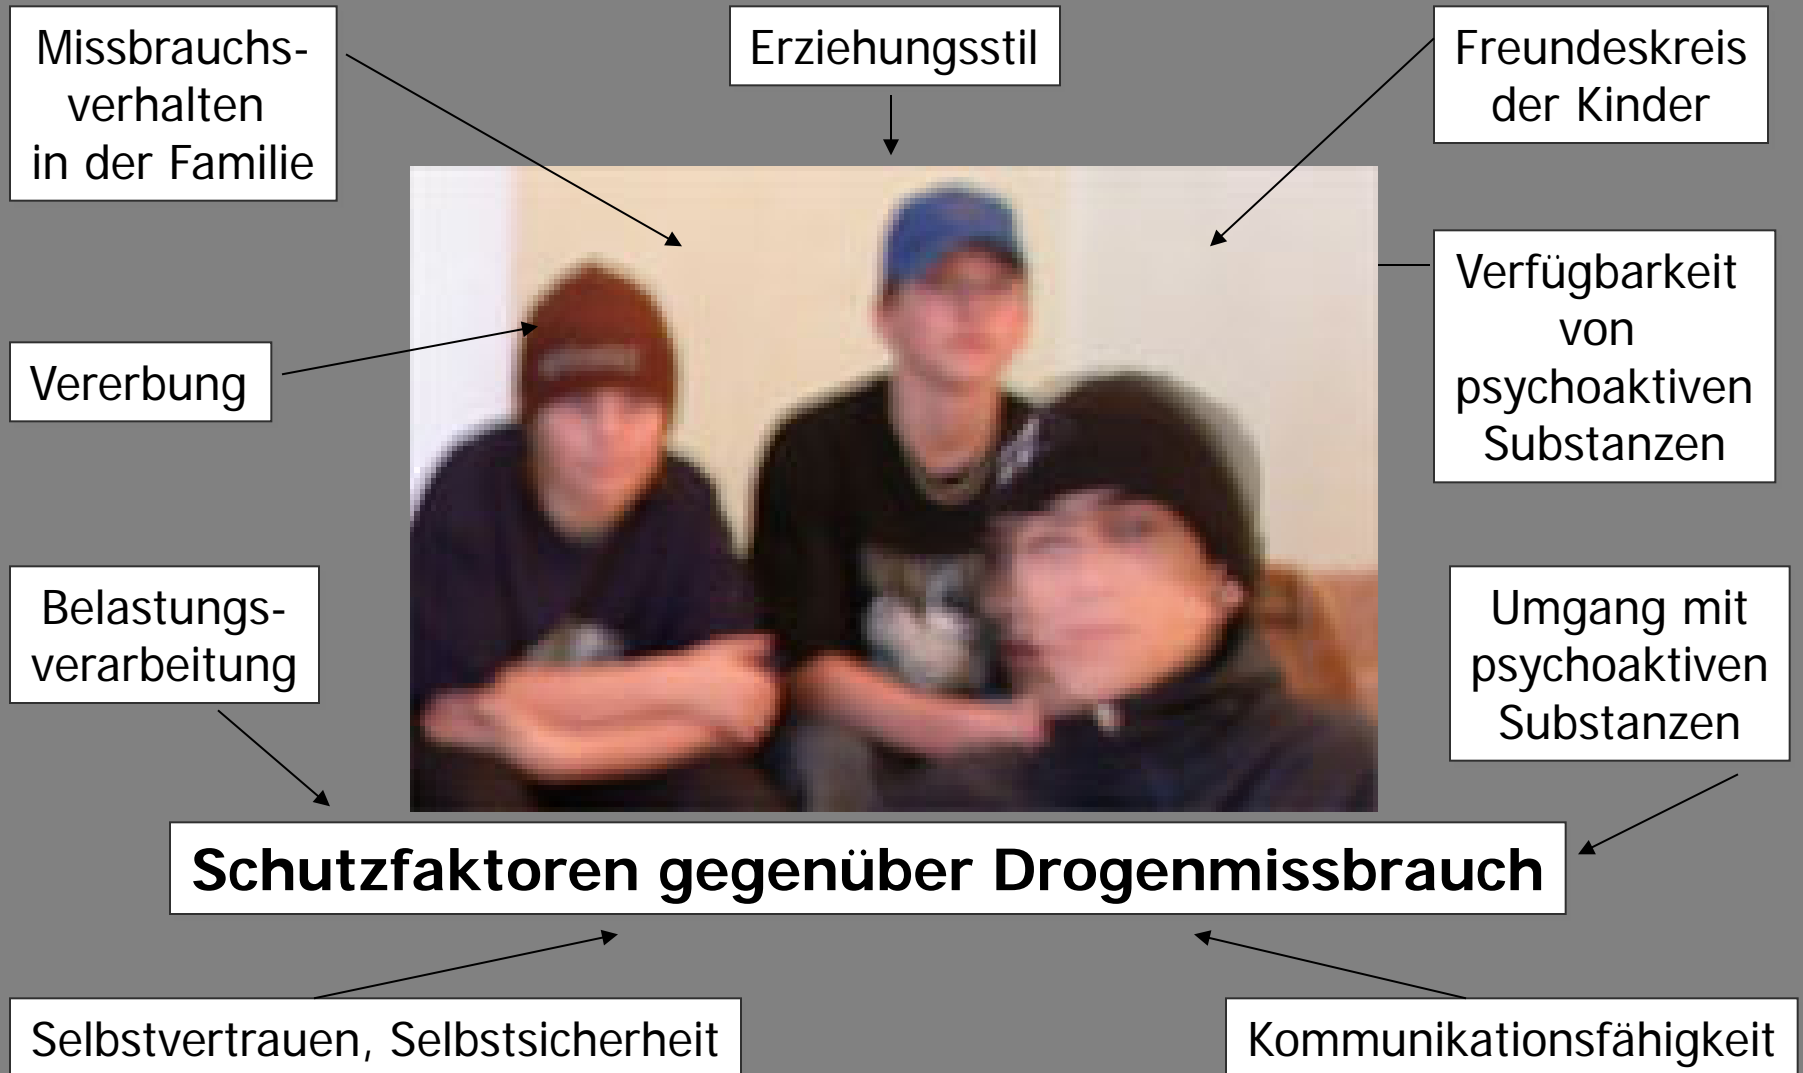 Missbrauchs-
verhalten
in der Familie
Erziehungsstil
Freundeskreis
der Kinder
Vererbung
Verfügbarkeit
von
psychoaktiven
Substanzen
Belastungs-
verarbeitung
Umgang mit
psychoaktiven
Substanzen
Schutzfaktoren gegenüber Drogenmissbrauch
Selbstvertrauen, Selbstsicherheit
Kommunikationsfähigkeit